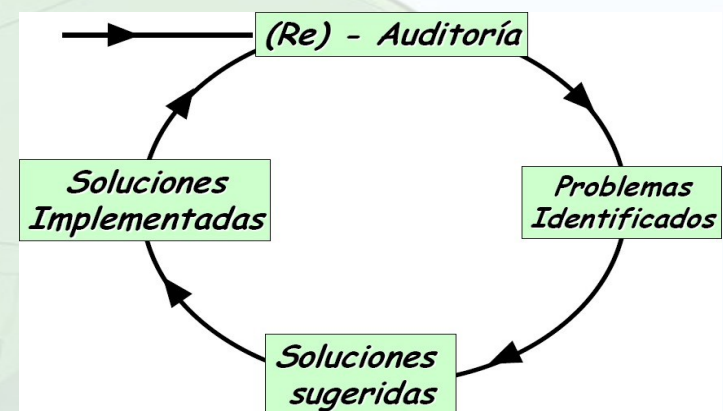 (Re) - Auditoría
Soluciones
Implementadas
Problemas
Identificados
Soluciones
sugeridas